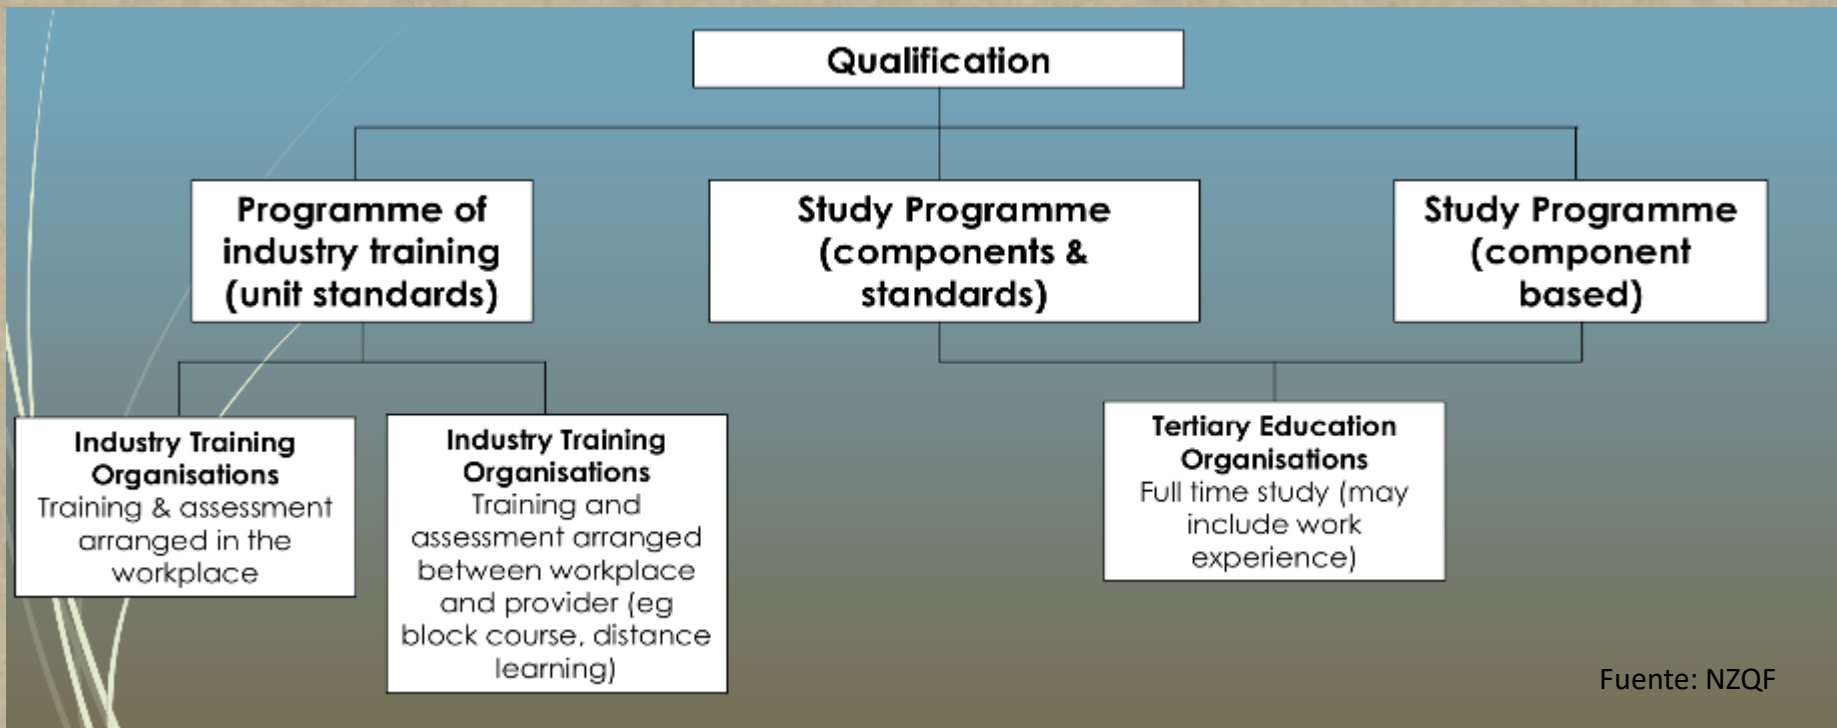 Qualification
Programme of
industry training
(unit standards)
Study Programme
(components &
standards)
Study Programme
(component
based)
Industry Training
Organisations
Training & assessment
arranged in the
workplace
Industry Training
Organisations
Training and
assessment arranged
between workplace
and provider (eg
block course, distance
learning)
Tertiary Education
Organisations
Full time study (may
include work
experience)
Fuente: NZQF